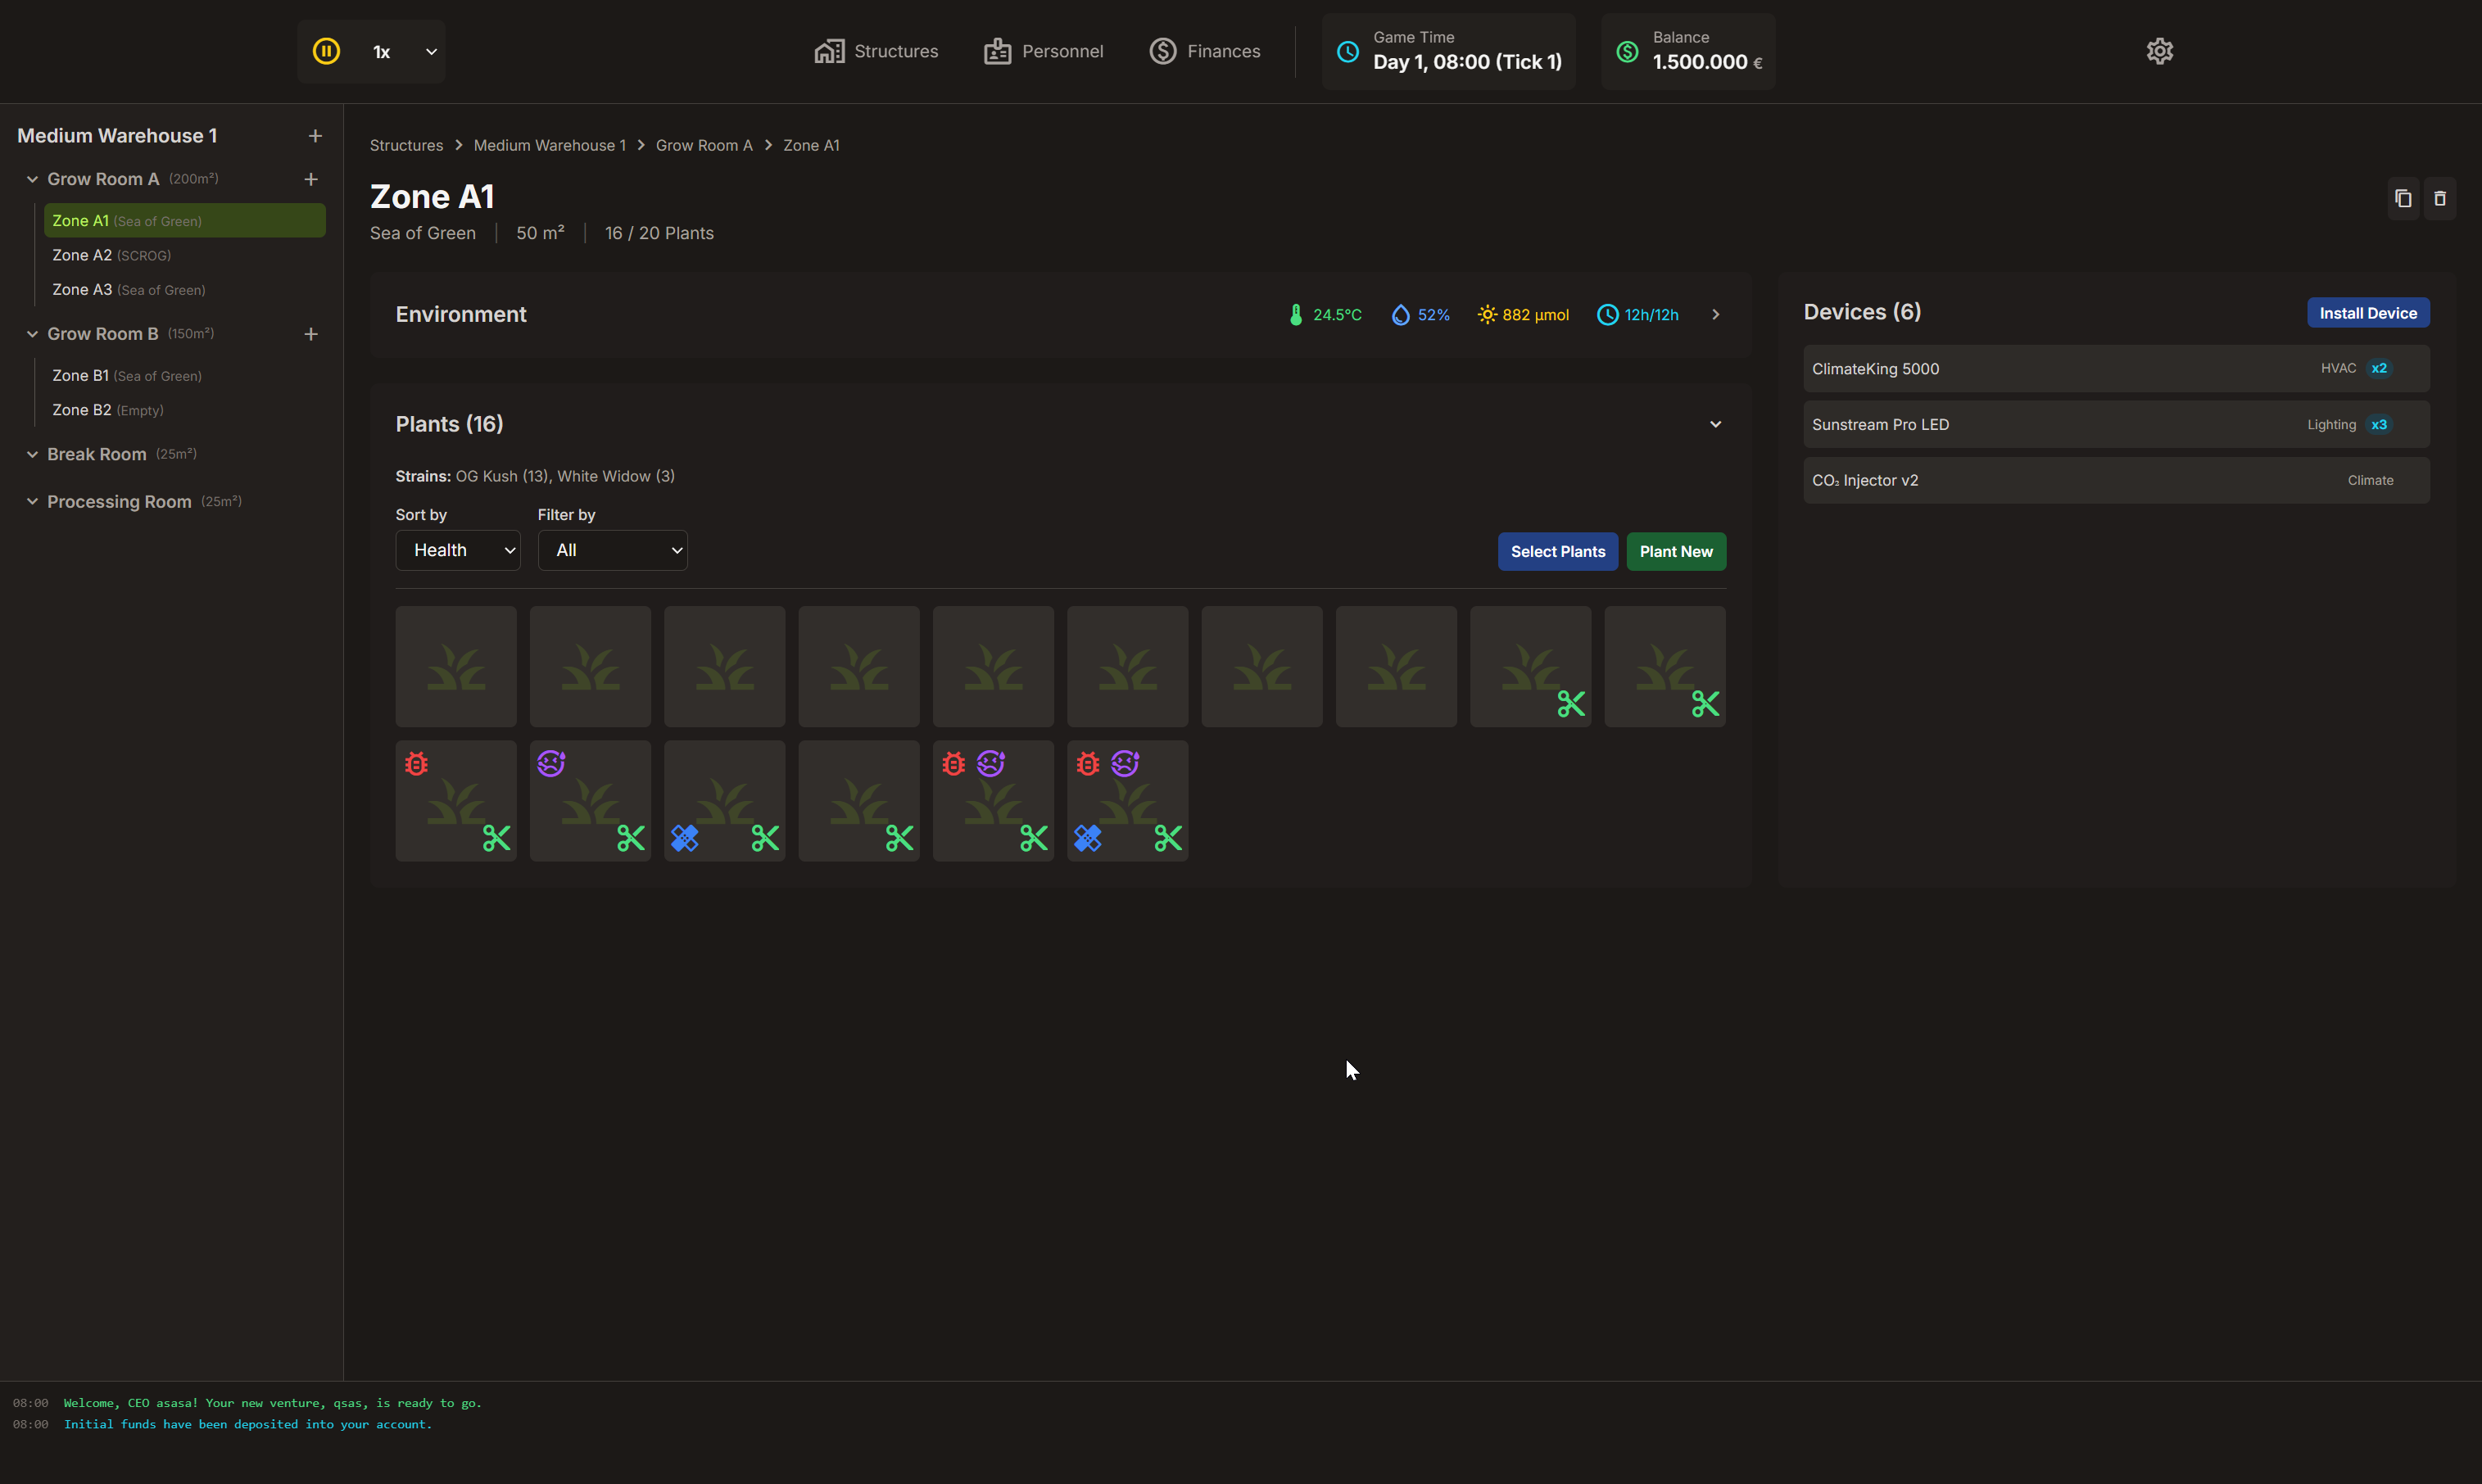 1x
Structures
Personnel
Finances
Game Time
Day 1, 08:00 (Tick 1)
Balance
1.500.000 €
Medium Warehouse 1
Grow Room A (200m²)
Zone A1 (Sea of Green)
Zone A2 (SCROG)
Zone A3 (Sea of Green)
Grow Room B (150m²)
Zone B1 (Sea of Green)
Zone B2 (Empty)
Break Room (25m²)
Processing Room (25m²)
Structures > Medium Warehouse 1 > Grow Room A > Zone A1
Zone A1
Sea of Green | 50 m² | 16 / 20 Plants
Environment
24.5°C
52%
882 µmol
12h/12h
Plants (16)
Strains: OG Kush (13), White Widow (3)
Sort by
Filter by
Health
All
Select Plants
Plant New
Devices (6)
Install Device
ClimateKing 5000
HVAC x2
Sunstream Pro LED
Lighting x3
CO₂ Injector v2
Climate
08:00 Welcome, CEO asasa! Your new venture, qsas, is ready to go.
08:00 Initial funds have been deposited into your account.